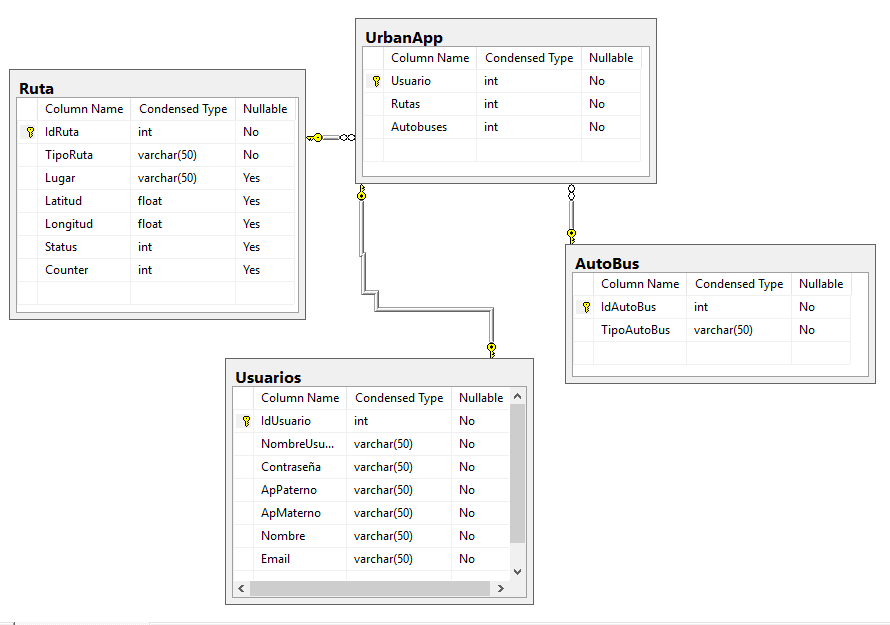 UrbanApp
Column Name Condensed Type Nullable
Usuario int No
Rutas int No
Autobuses int No
Ruta
Column Name Condensed Type Nullable
IdRuta int No
TipoRuta varchar(50) No
Lugar varchar(50) Yes
Latitud float Yes
Longitud float Yes
Status int Yes
Counter int Yes
AutoBus
Column Name Condensed Type Nullable
IdAutoBus int No
TipoAutoBus varchar(50) No
Usuarios
Column Name Condensed Type Nullable
IdUsuario int No
NombreUsu... varchar(50) No
Contraseña varchar(50) No
ApPaterno varchar(50) No
ApMaterno varchar(50) No
Nombre varchar(50) No
Email varchar(50) No